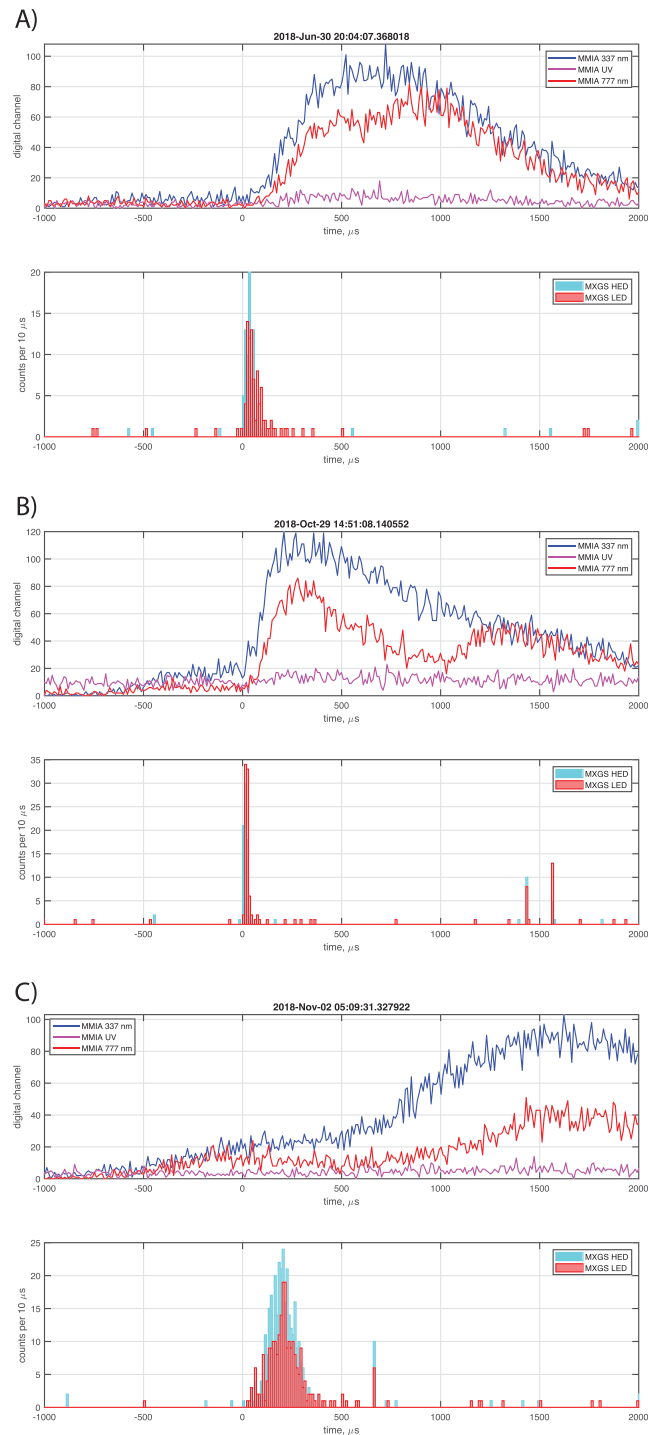 A)
2018-Jun-30 20:04:07.368018
MMIA 337 nm
MMIA UV
MMIA 777 nm
digital channel
100
80
60
40
20
0
-1000 -500 0 500 1000 1500 2000
time, μs
MXGS HED
MXGS LED
counts per 10 μs
20
15
10
5
0
-1000 -500 0 500 1000 1500 2000
time, μs
B)
2018-Oct-29 14:51:08.140552
MMIA 337 nm
MMIA UV
MMIA 777 nm
digital channel
120
100
80
60
40
20
0
-1000 -500 0 500 1000 1500 2000
time, μs
MXGS HED
MXGS LED
counts per 10 μs
35
30
25
20
15
10
5
0
-1000 -500 0 500 1000 1500 2000
time, μs
C)
2018-Nov-02 05:09:31.327922
MMIA 337 nm
MMIA UV
MMIA 777 nm
digital channel
100
80
60
40
20
0
-1000 -500 0 500 1000 1500 2000
time, μs
MXGS HED
MXGS LED
counts per 10 μs
25
20
15
10
5
0
-1000 -500 0 500 1000 1500 2000
time, μs